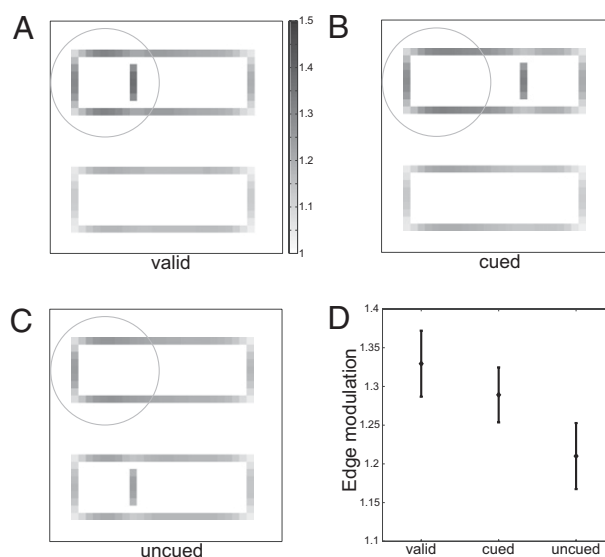 A
1.5
1.4
1.3
1.2
1.1
1
valid
B
cued
C
uncued
D
Edge modulation
1.4
1.35
1.3
1.25
1.2
1.15
1.1
valid cued uncued